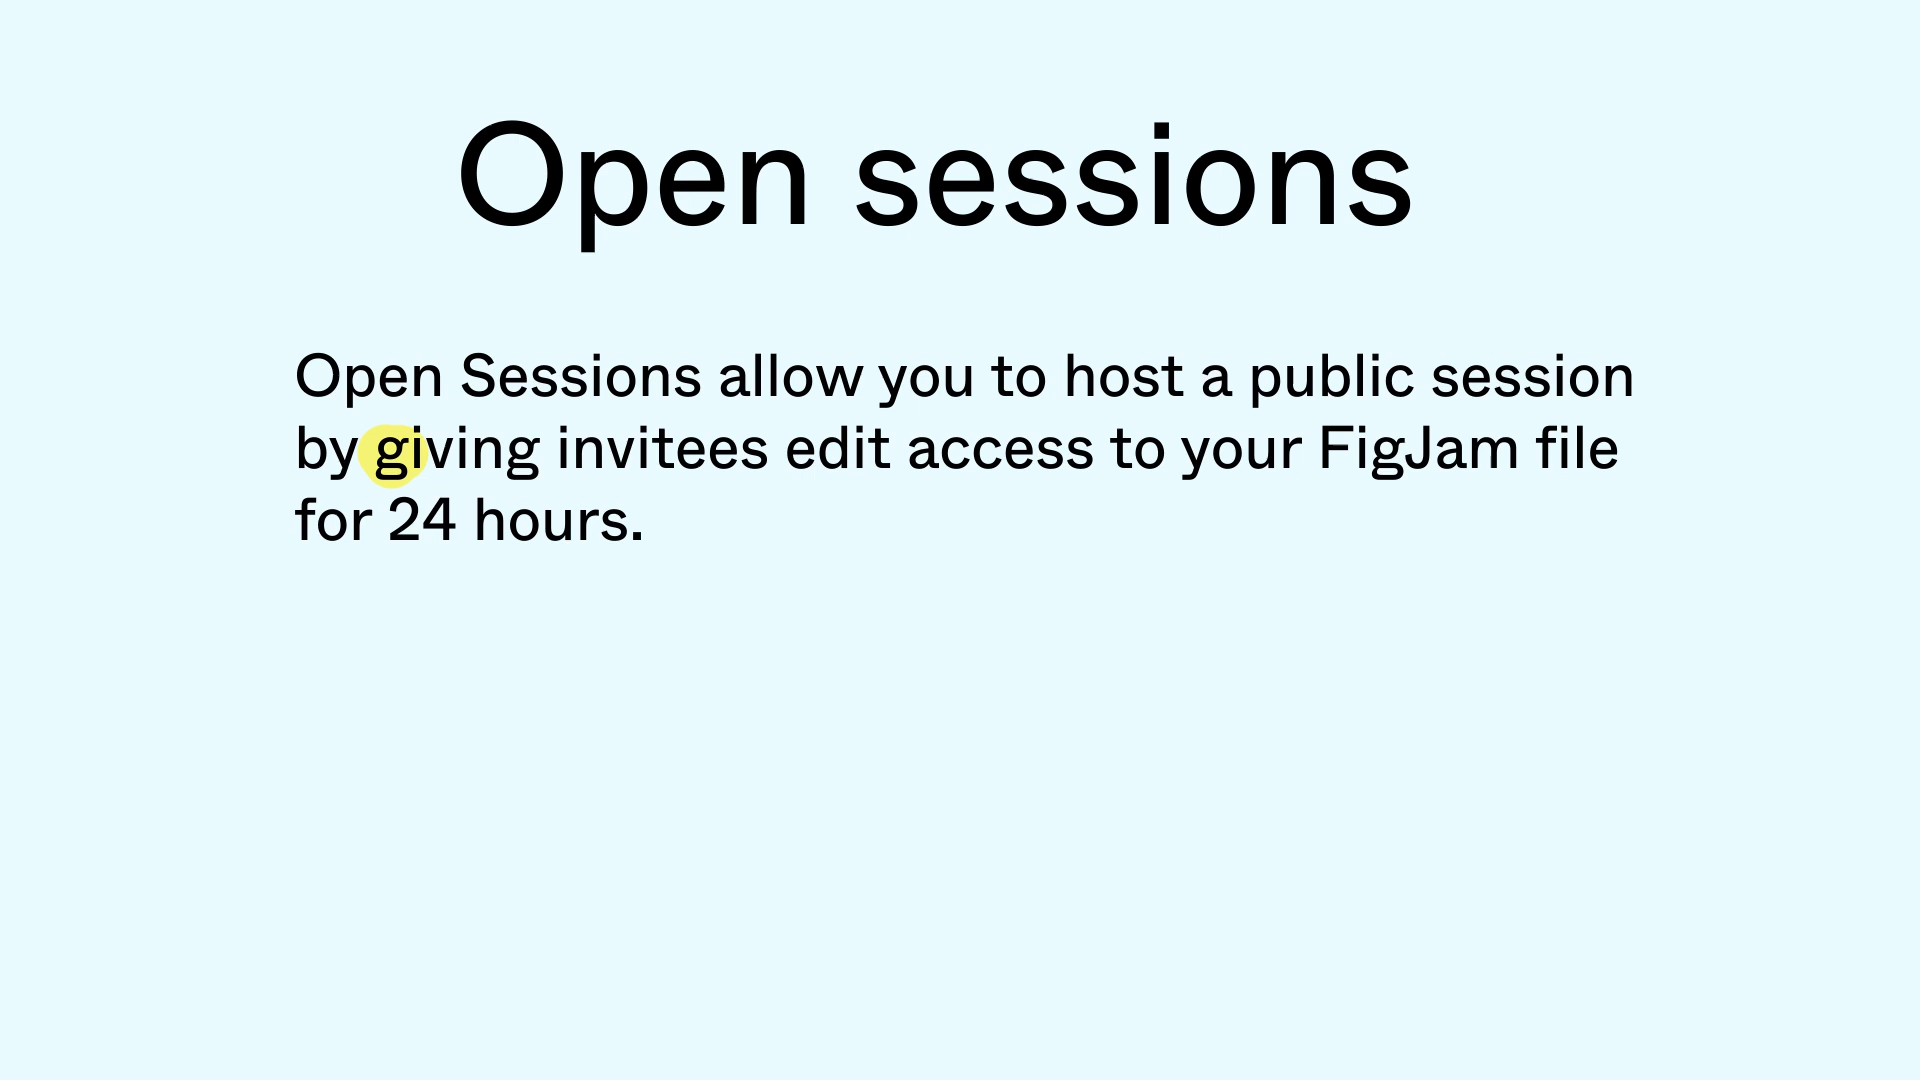 Open sessions
Open Sessions allow you to host a public session
by giving invitees edit access to your FigJam file
for 24 hours.